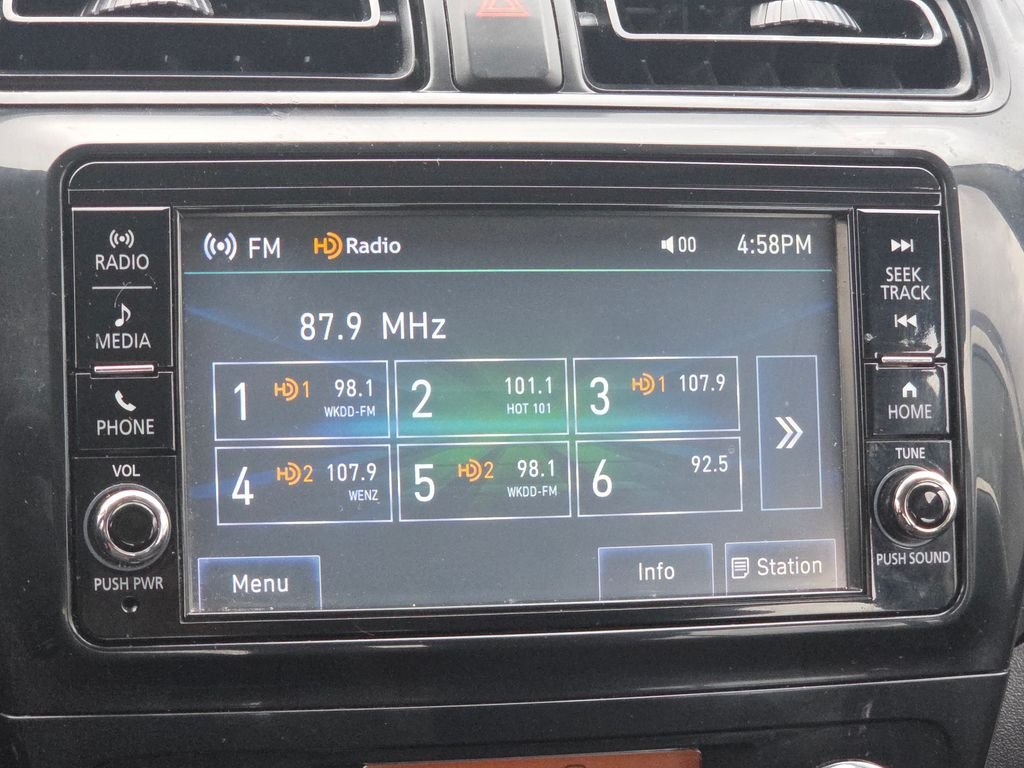 FM HD Radio 00 4:58PM
87.9 MHz
1 HD1 98.1
WKDD-FM
2 101.1
HOT 101
3 HD1 107.9
4 HD2 107.9
WENZ
5 HD2 98.1
WKDD-FM
6 92.5
Menu Info Station
RADIO
MEDIA
PHONE
VOL
PUSH PWR
SEEK
TRACK
HOME
TUNE
PUSH SOUND